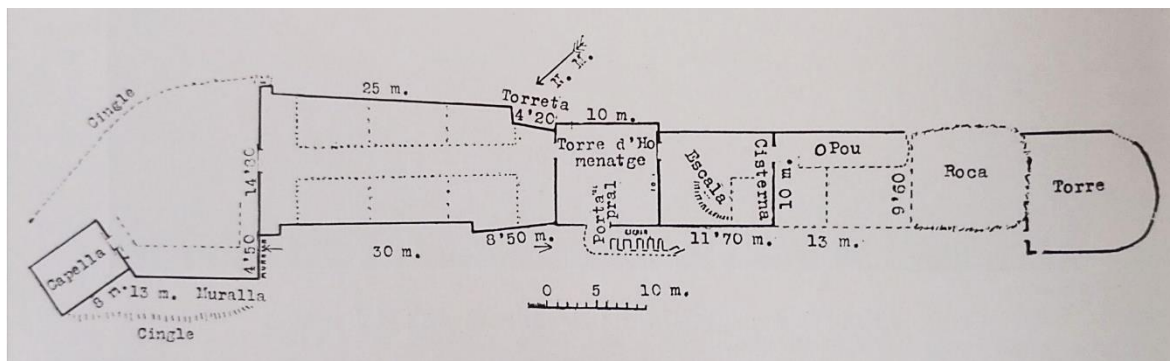 Cingle
25 m.
N. M.
Torreta
4'20
10 m.
Torre d'Ho
menatge
Porta
pral
Escala
Cisterna
10 m.
Pou
9'60
Roca
Torre
14'80
4'50
30 m.
8'50 m.
11'70 m.
13 m.
Capella
8 m.
13 m. Muralla
Cingle
0 5 10 m.